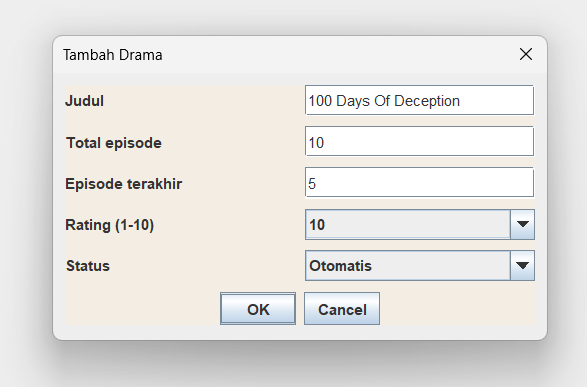 Tambah Drama
Judul 100 Days Of Deception
Total episode 10
Episode terakhir 5
Rating (1-10) 10
Status Otomatis
OK Cancel